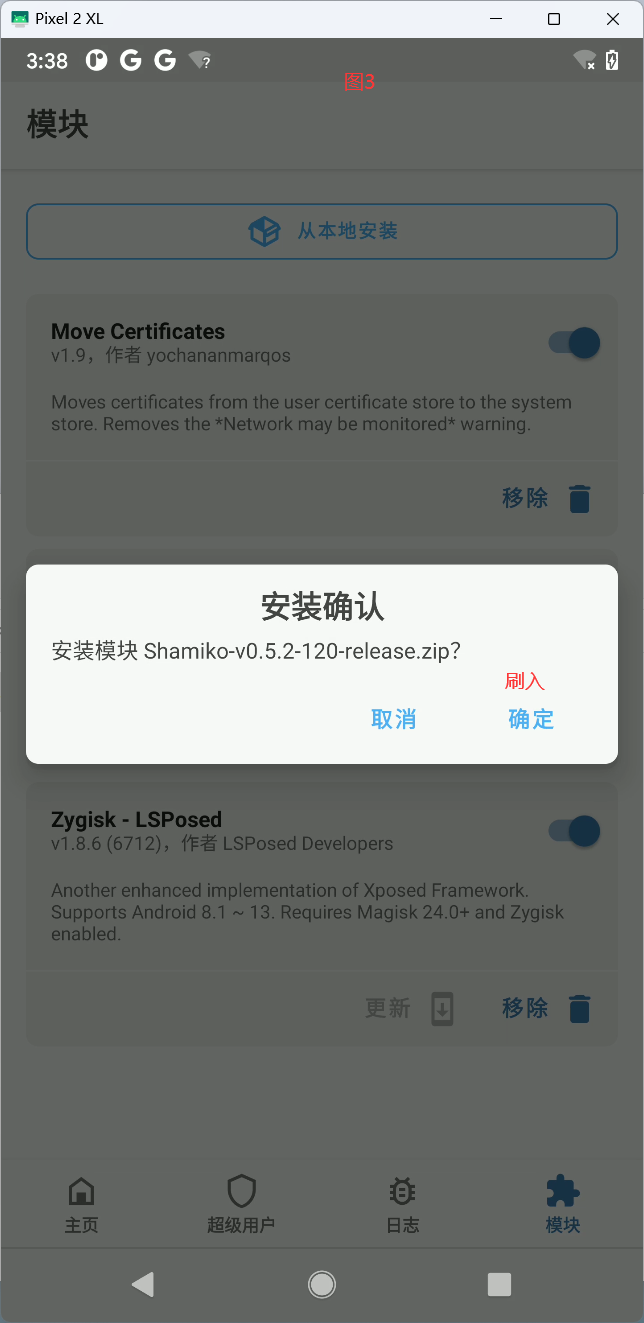 Pixel 2 XL
3:38
图3
模块
从本地安装
Move Certificates
v1.9，作者 yochananmarqos
Moves certificates from the user certificate store to the system
store. Removes the *Network may be monitored* warning.
移除
安装确认
安装模块 Shamiko-v0.5.2-120-release.zip？
刷入
取消
确定
Zygisk - LSPosed
v1.8.6 (6712)，作者 LSPosed Developers
Another enhanced implementation of Xposed Framework.
Supports Android 8.1 ~ 13. Requires Magisk 24.0+ and Zygisk
enabled.
更新
移除
主页
超级用户
日志
模块